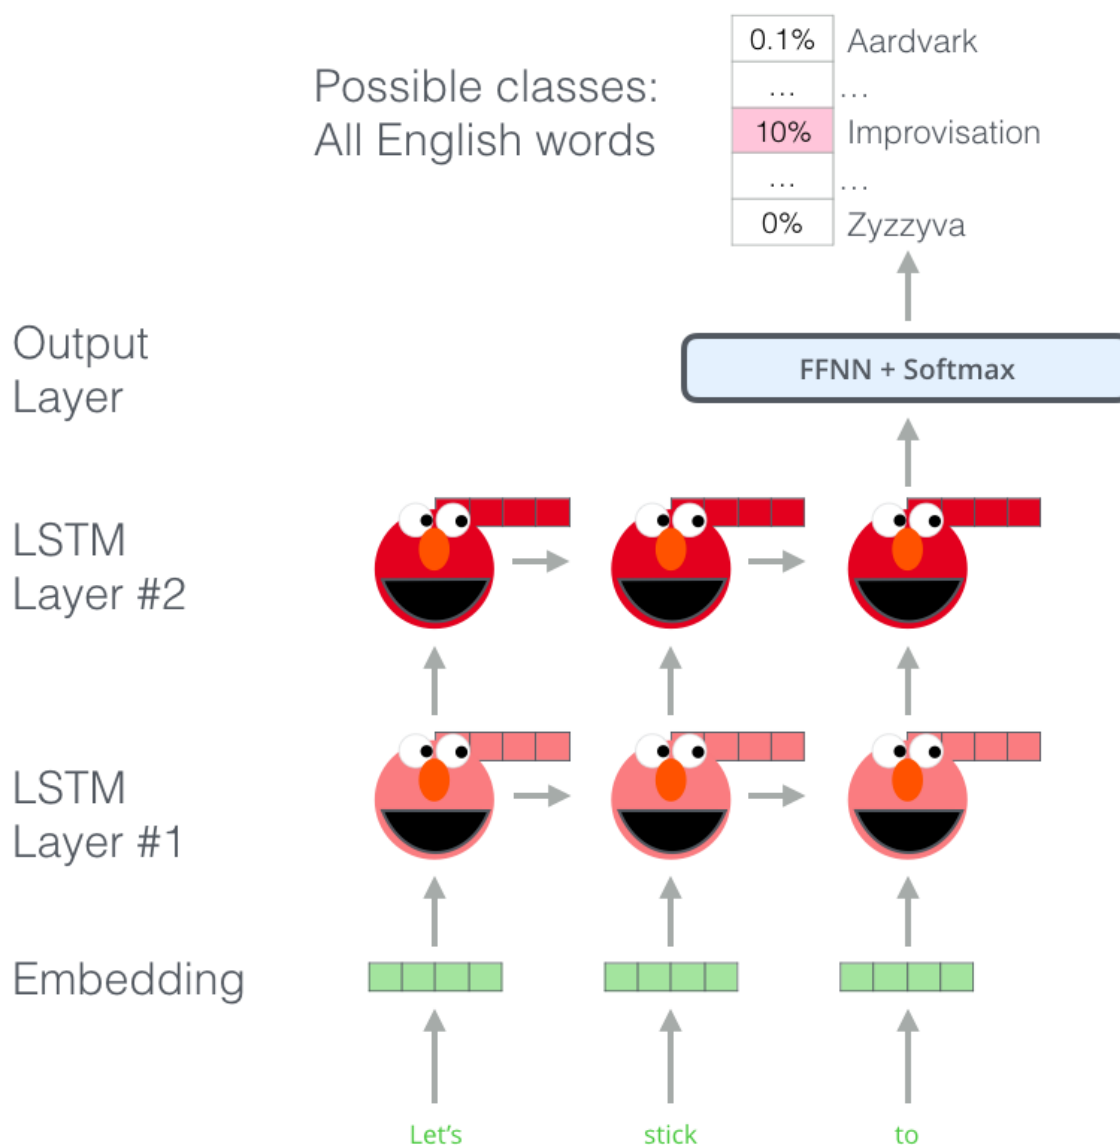 0.1% Aardvark
Possible classes:
... ...
All English words
10% Improvisation
... ...
0% Zyzzyva
Output
Layer
FFNN + Softmax
LSTM
Layer #2
LSTM
Layer #1
Embedding
Let's stick to